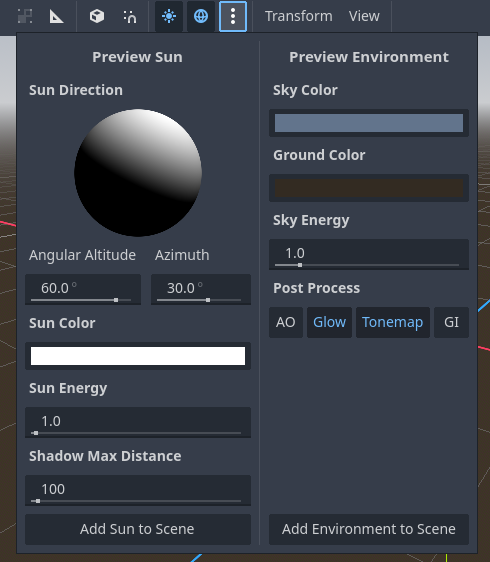 Transform View
Preview Sun
Sun Direction
Angular Altitude Azimuth
60.0° 30.0°
Sun Color
Sun Energy
1.0
Shadow Max Distance
100
Add Sun to Scene
Preview Environment
Sky Color
Ground Color
Sky Energy
1.0
Post Process
AO Glow Tonemap GI
Add Environment to Scene